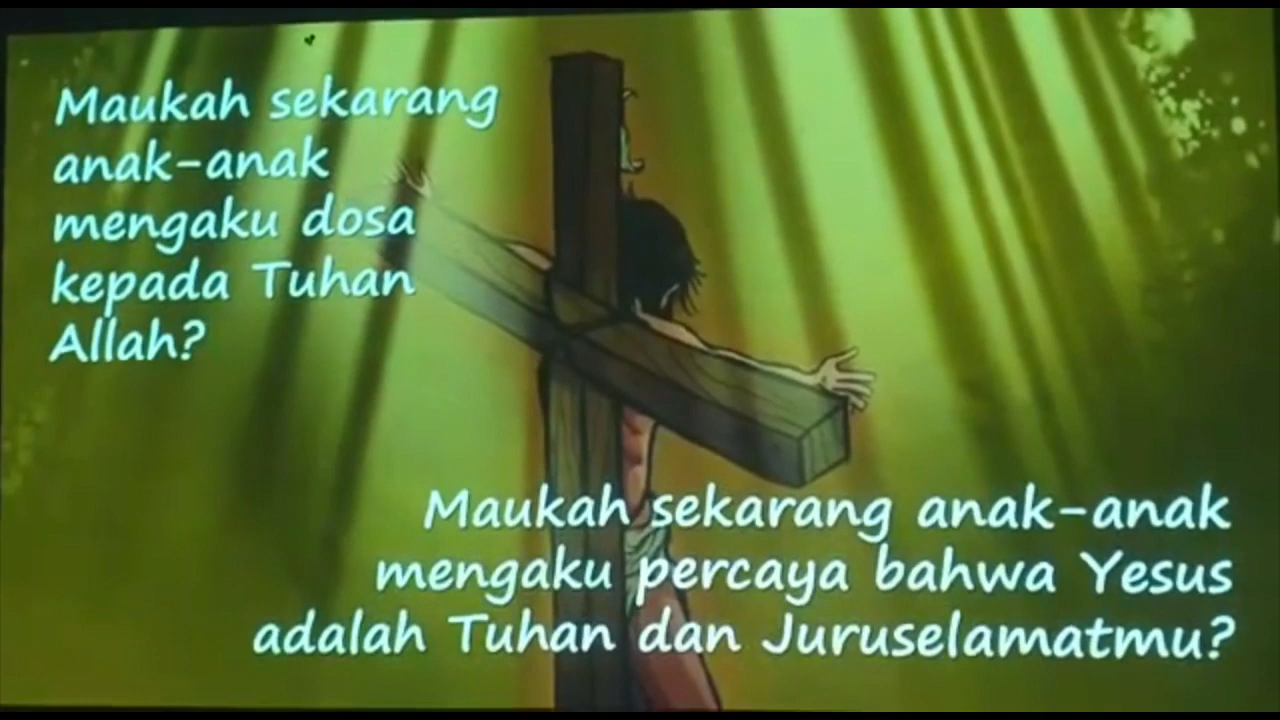 Maukah sekarang
anak-anak
mengaku dosa
kepada Tuhan
Allah?
Maukah sekarang anak-anak
mengaku percaya bahwa Yesus
adalah Tuhan dan Juruselamatmu?